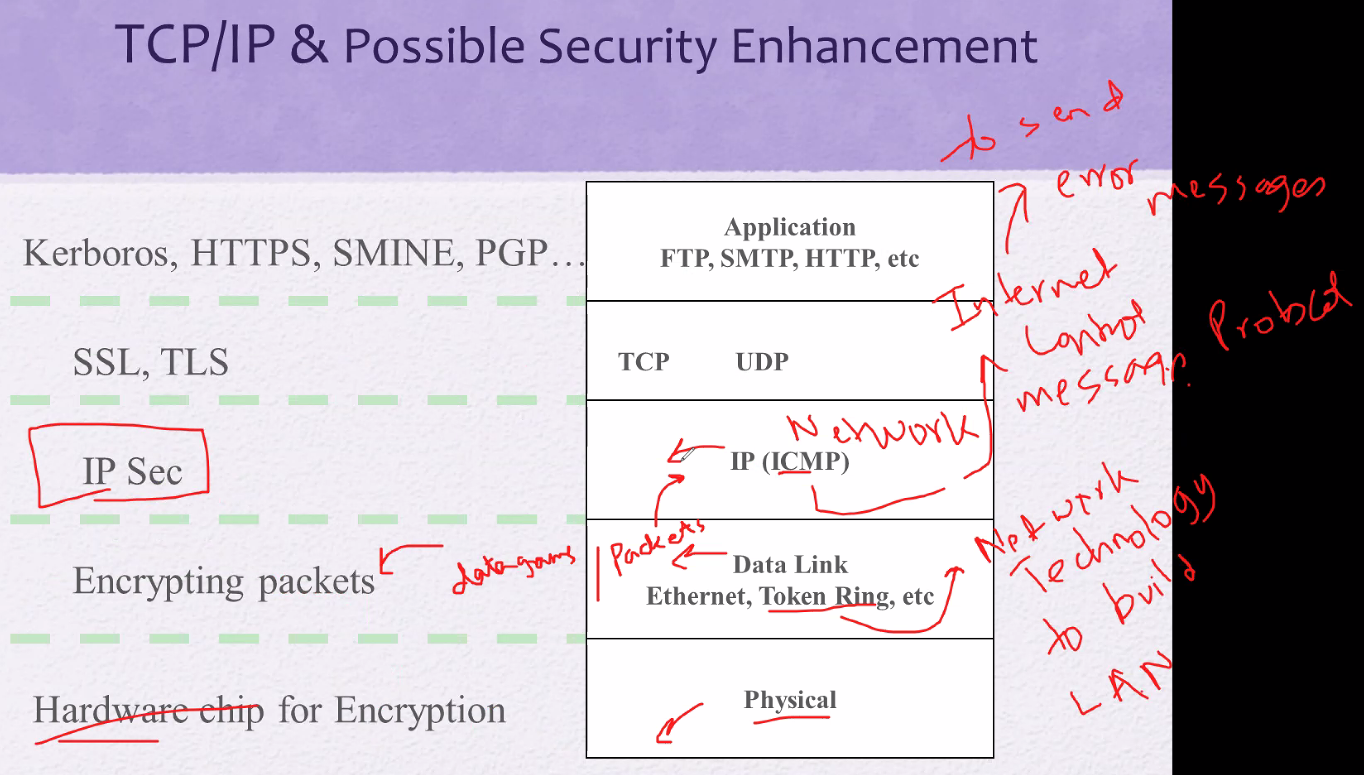 TCP/IP & Possible Security Enhancement
to send
error messages
Kerboros, HTTPS, SMINE, PGP…
Application
FTP, SMTP, HTTP, etc
Internet
Control
message Protocol
SSL, TLS
TCP UDP
Network
IP Sec
IP (ICMP)
Encrypting packets
datagrams | Packets
Data Link
Ethernet, Token Ring, etc
Network
Technology
to build
LAN
Hardware chip for Encryption
Physical